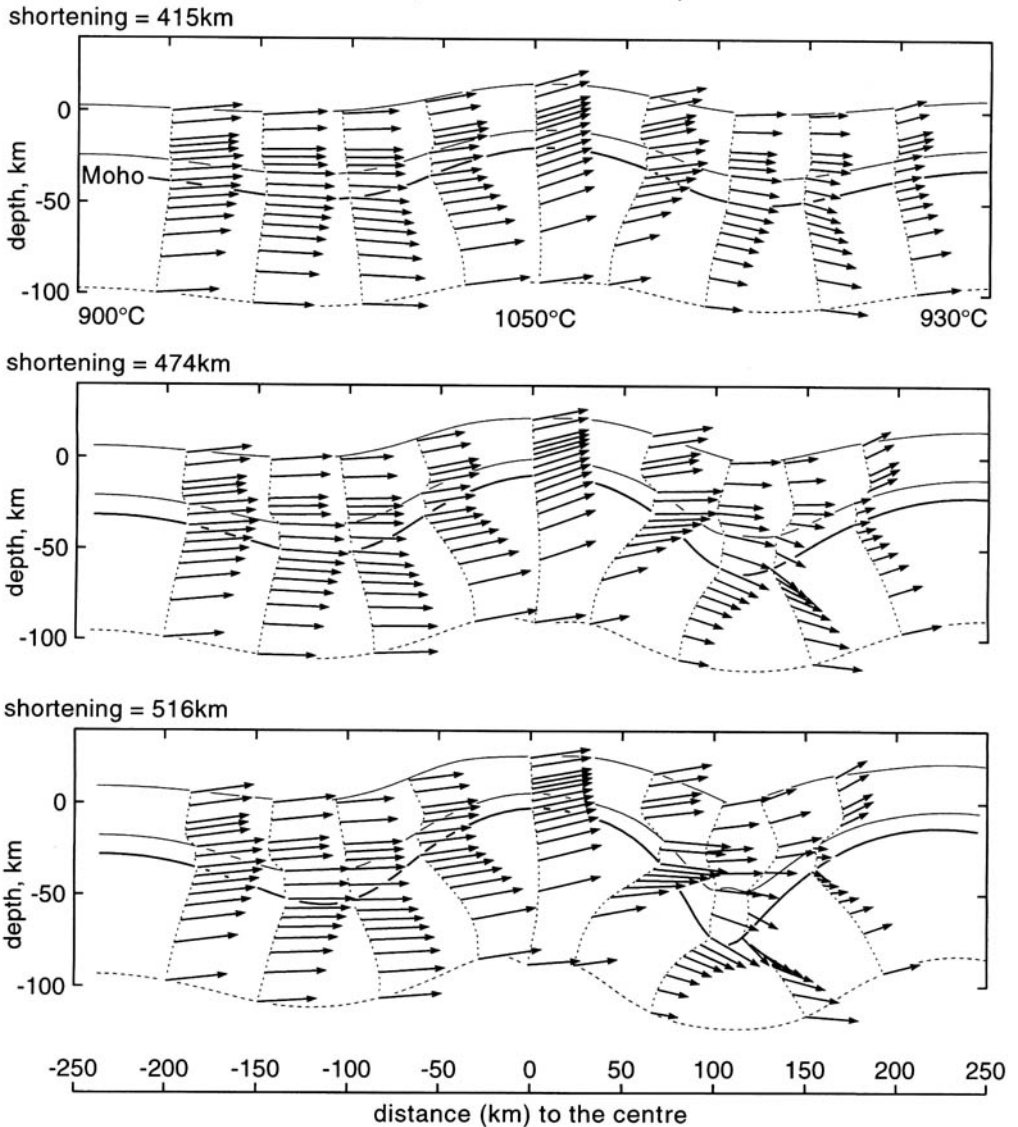 shortening = 415km
0
Moho
-50
-100
depth, km
900°C 1050°C 930°C
shortening = 474km
0
-50
-100
depth, km
shortening = 516km
0
-50
-100
depth, km
-250 -200 -150 -100 -50 0 50 100 150 200 250
distance (km) to the centre